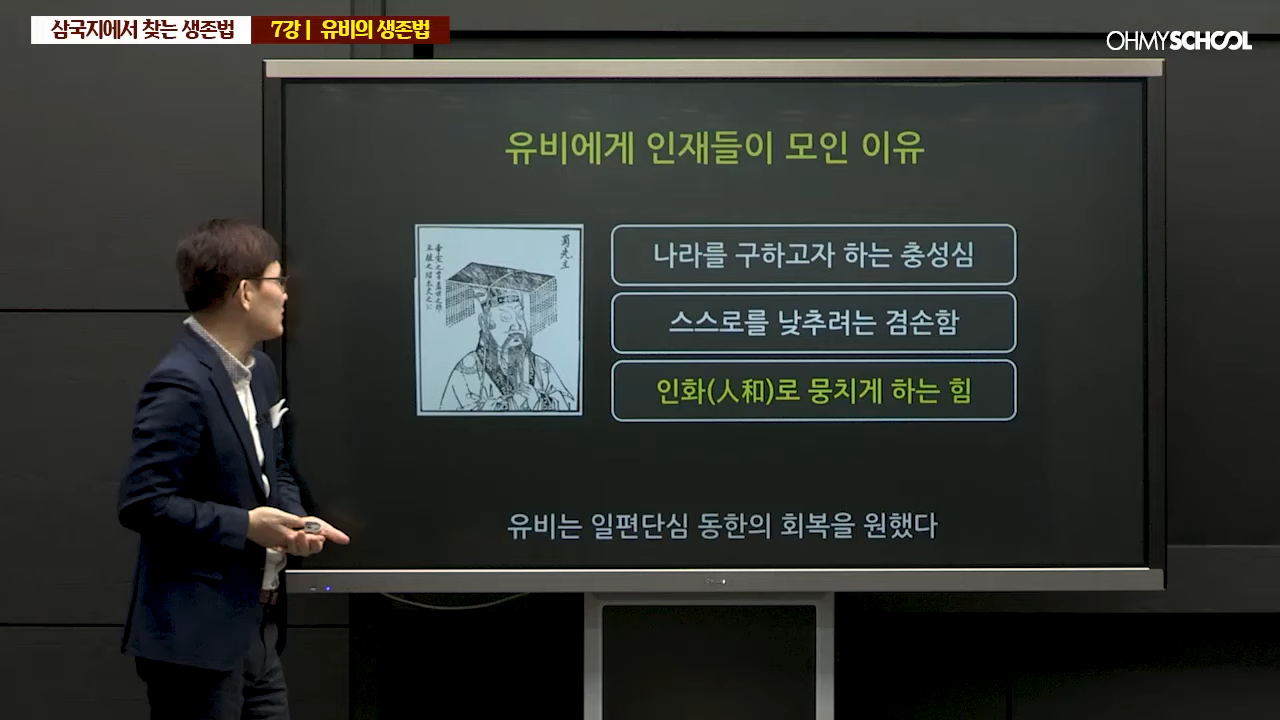 삼국지에서 찾는 생존법
7강 | 유비의 생존법
OHMYSCHOOL
유비에게 인재들이 모인 이유
蜀先主
나라를 구하고자 하는 충성심
스스로를 낮추려는 겸손함
인화(人和)로 뭉치게 하는 힘
유비는 일편단심 동한의 회복을 원했다